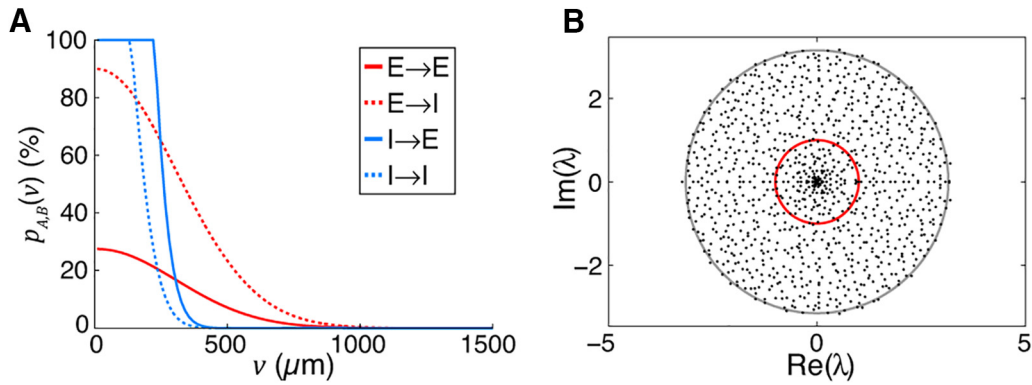 A
100
80
60
40
20
0
p_{A,B}(v) (%)
0 500 1000 1500
v (μm)
E→E
E→I
I→E
I→I
B
2
0
−2
Im(λ)
−5 0 5
Re(λ)